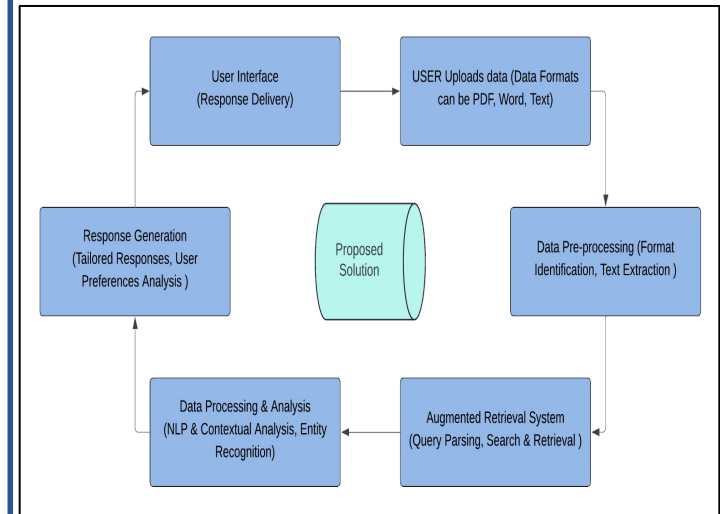 User Interface
(Response Delivery)
USER Uploads data (Data Formats
can be PDF, Word, Text)
Response Generation
(Tailored Responses, User
Preferences Analysis )
Proposed
Solution
Data Pre-processing (Format
Identification, Text Extraction )
Data Processing & Analysis
(NLP & Contextual Analysis, Entity
Recognition)
Augmented Retrieval System
(Query Parsing, Search & Retrieval )